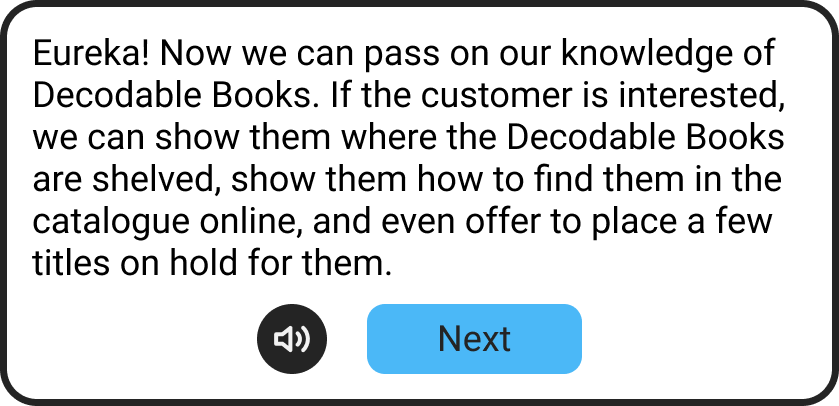 Eureka! Now we can pass on our knowledge of
Decodable Books. If the customer is interested,
we can show them where the Decodable Books
are shelved, show them how to find them in the
catalogue online, and even offer to place a few
titles on hold for them.
Next